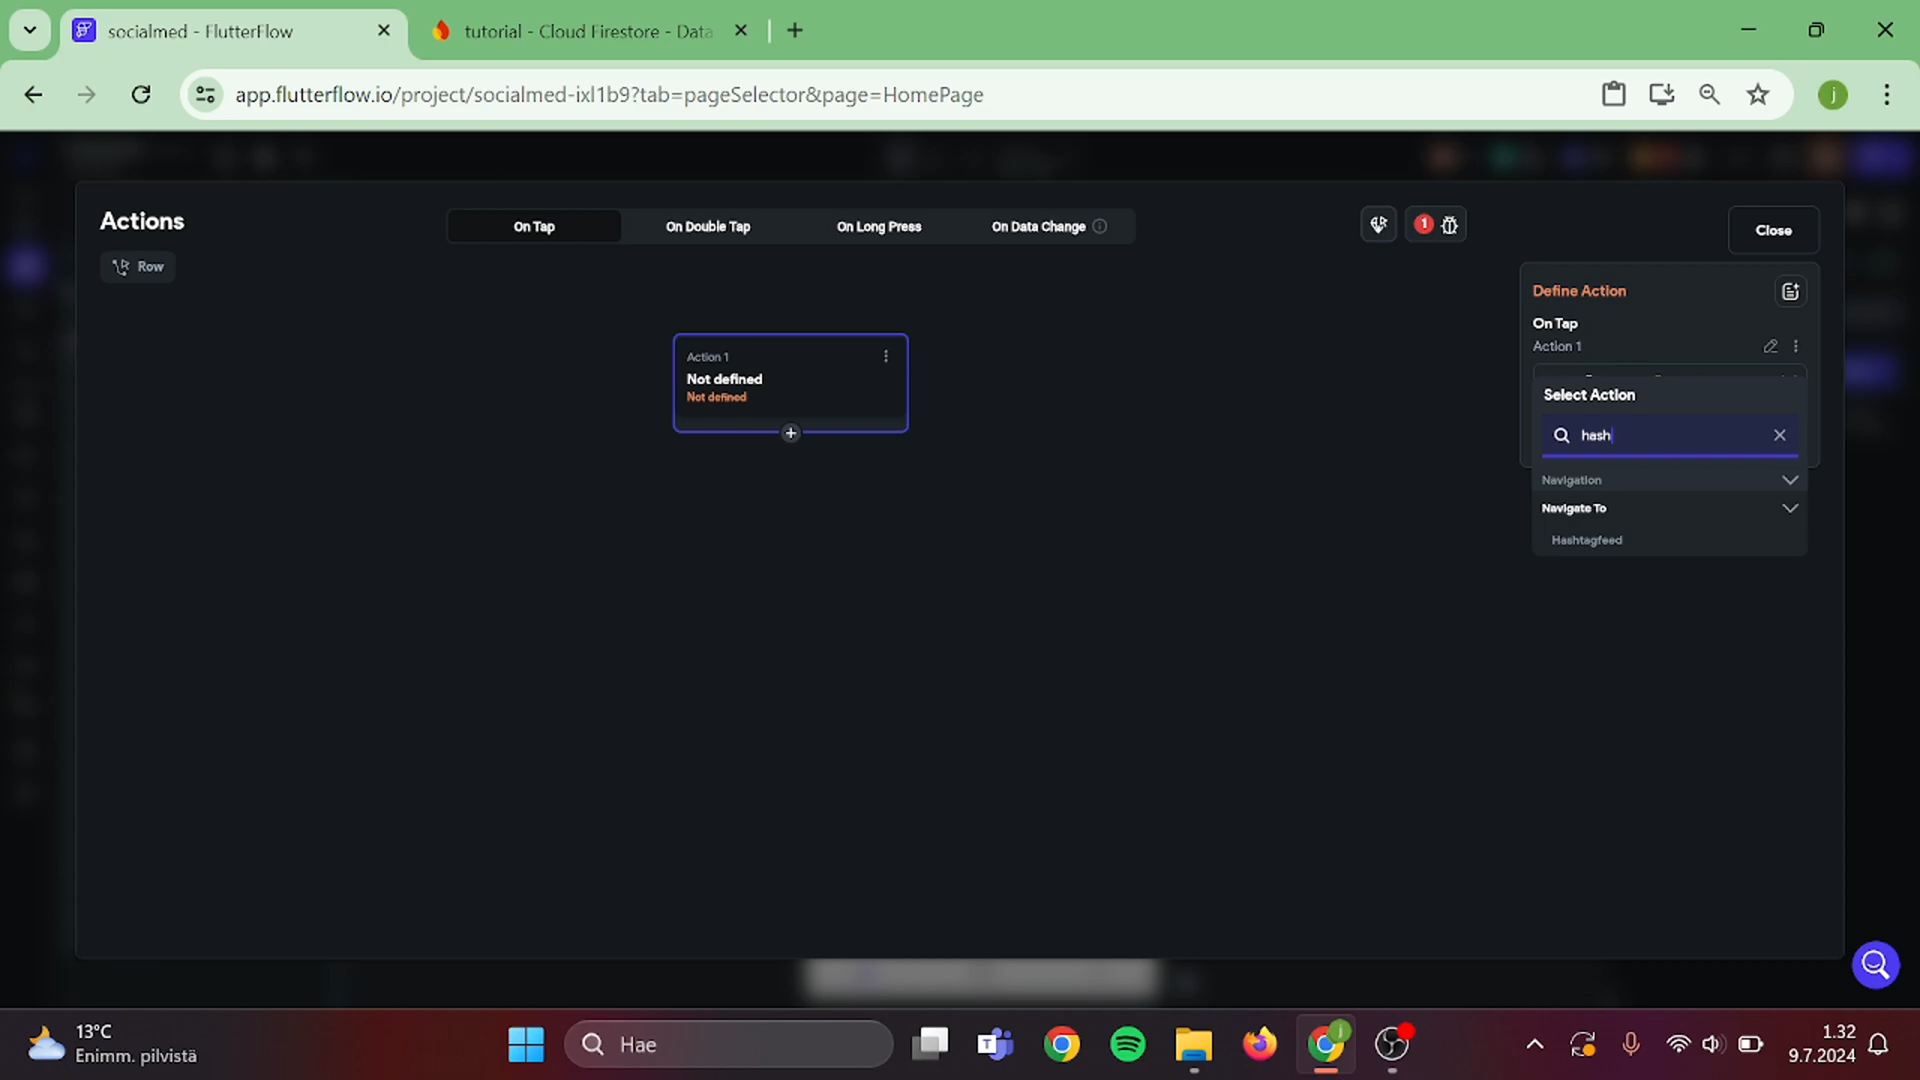 socialmed - FlutterFlow
tutorial - Cloud Firestore - Data
app.flutterflow.io/project/socialmed-ixl1b9?tab=pageSelector&page=HomePage
j
Actions
On Tap
On Double Tap
On Long Press
On Data Change
1
Close
Row
Define Action
On Tap
Action 1
Action 1
Not defined
Not defined
Select Action
hash
Navigation
Navigate To
Hashtagfeed
13°C
Enimm. pilvistä
Hae
1.32
9.7.2024